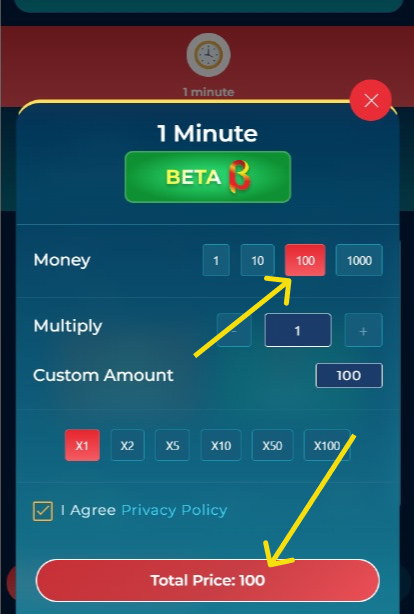 1 minute
1 Minute
BETA β
Money 1 10 100 1000
Multiply - 1 +
Custom Amount 100
X1 X2 X5 X10 X50 X100
I Agree Privacy Policy
Total Price: 100